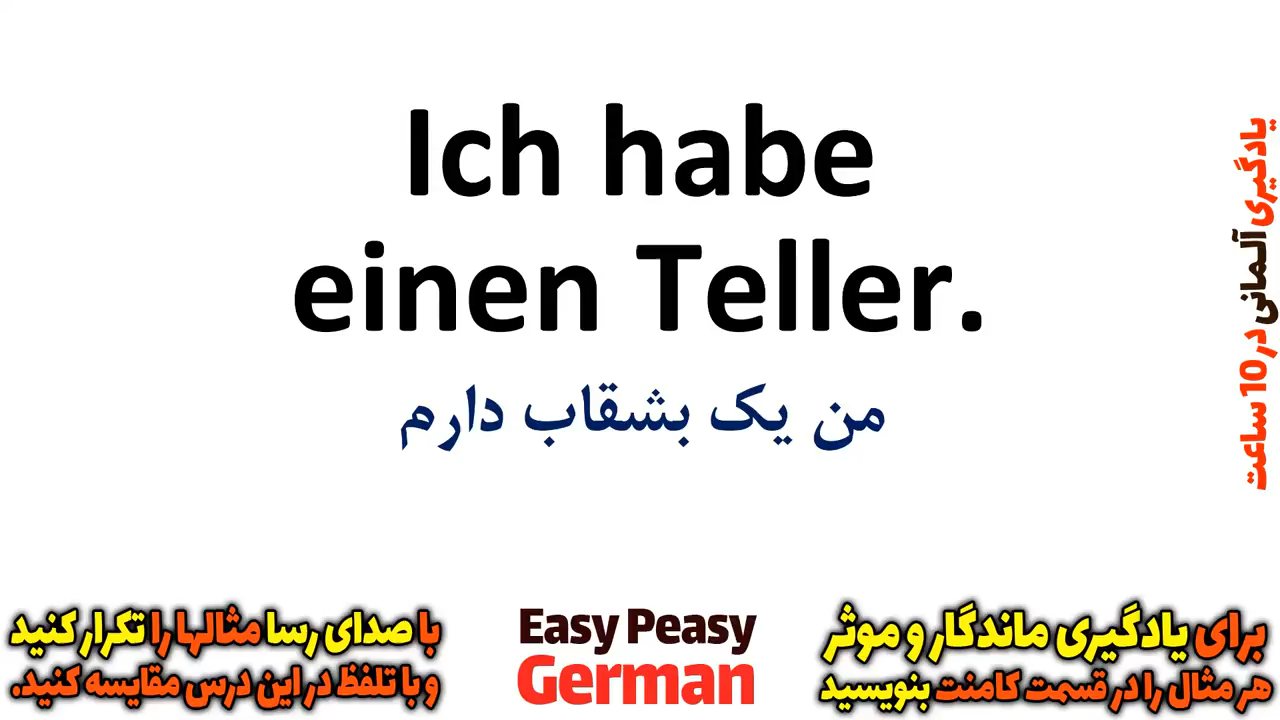 Ich habe
einen Teller.
من یک بشقاب دارم
یادگیری آلمانی در 10 ساعت
با صدای رسا مثالها را تکرار کنید
و با تلفظ در این درس مقایسه کنید.
Easy Peasy
German
برای یادگیری ماندگار و موثر
هر مثال را در قسمت کامنت بنویسید